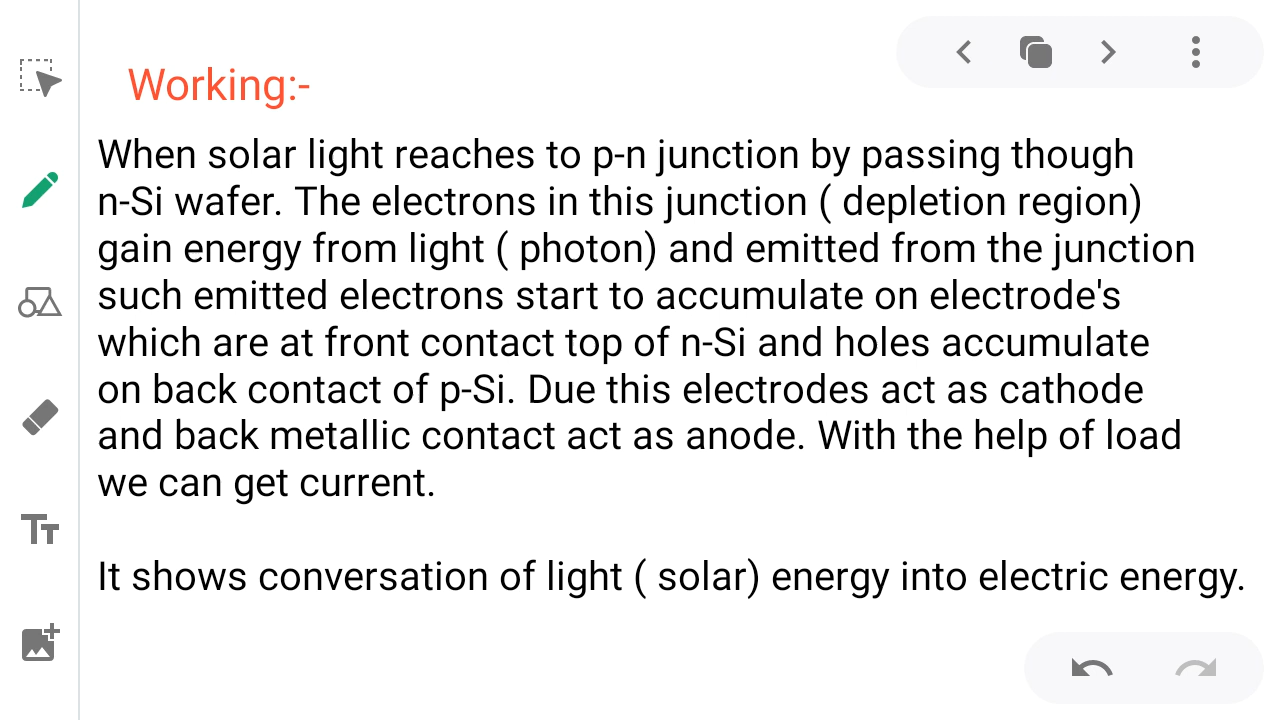 Working:-
When solar light reaches to p-n junction by passing though
n-Si wafer. The electrons in this junction ( depletion region)
gain energy from light ( photon) and emitted from the junction
such emitted electrons start to accumulate on electrode's
which are at front contact top of n-Si and holes accumulate
on back contact of p-Si. Due this electrodes act as cathode
and back metallic contact act as anode. With the help of load
we can get current.
It shows conversation of light ( solar) energy into electric energy.